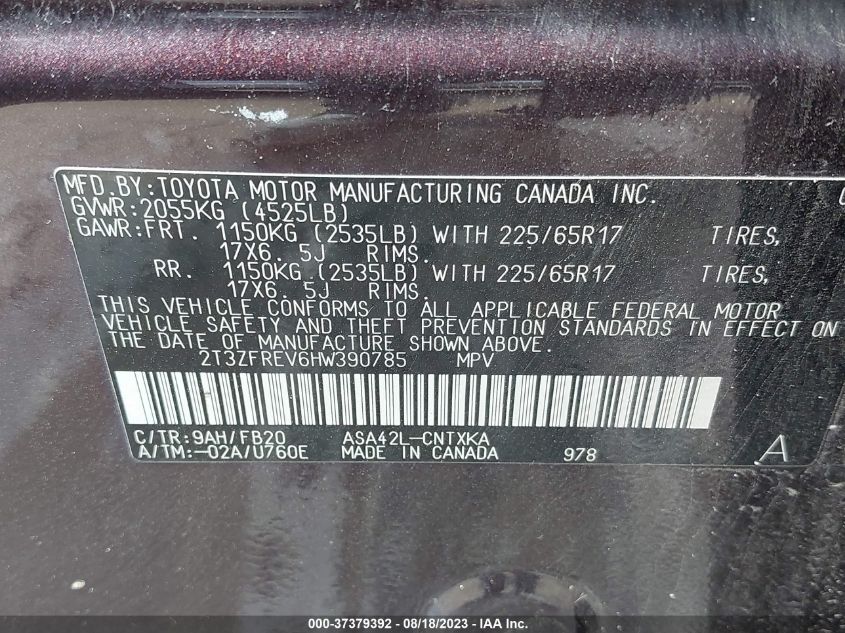 MFD.BY:TOYOTA MOTOR MANUFACTURING CANADA INC.
GVWR:2055KG (4525LB)
GAWR:FRT. 1150KG (2535LB) WITH 225/65R17 TIRES,
17X6. 5J RIMS.
RR. 1150KG (2535LB) WITH 225/65R17 TIRES,
17X6. 5J RIMS.
THIS VEHICLE CONFORMS TO ALL APPLICABLE FEDERAL MOTOR
VEHICLE SAFETY AND THEFT PREVENTION STANDARDS IN EFFECT ON
THE DATE OF MANUFACTURE SHOWN ABOVE.
2T3ZFREV6HW390785 MPV
C/TR:9AH/FB20 ASA42L-CNTXKA
A/TM:-02A/U760E MADE IN CANADA 978 A
000-37379392 - 08/18/2023 - IAA Inc.